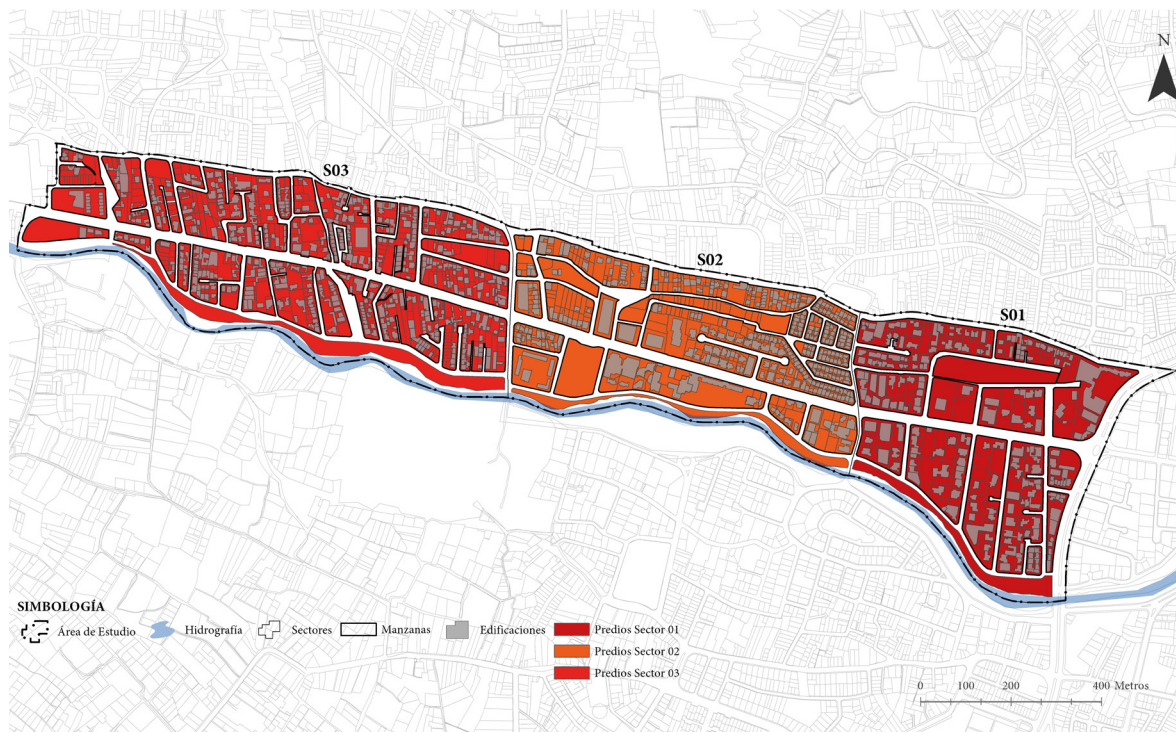 N
S03
S02
S01
SIMBOLOGÍA
Área de Estudio
Hidrografía
Sectores
Manzanas
Edificaciones
Predios Sector 01
Predios Sector 02
Predios Sector 03
0 100 200 400 Metros